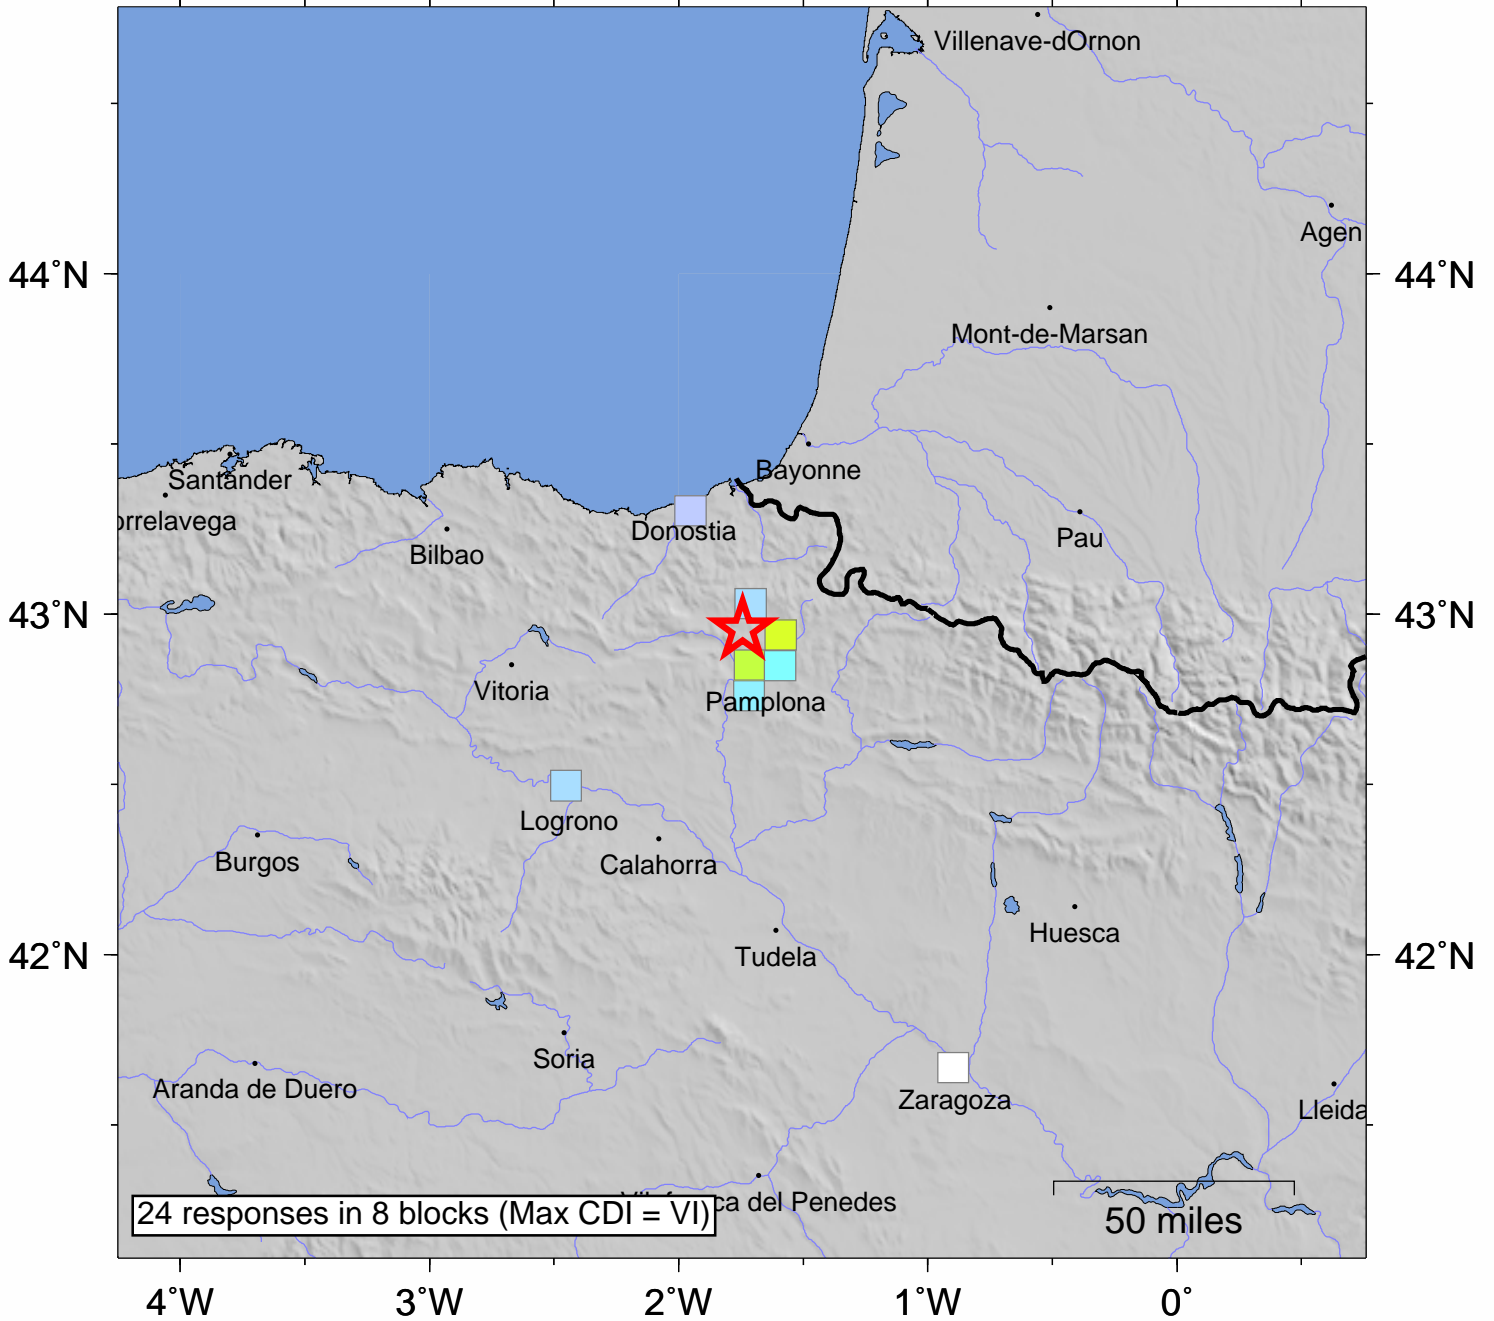 Villenave-dOrnon
Agen
44°N
44°N
Mont-de-Marsan
Bayonne
Santander
orrelavega
Donostia
Bilbao
Pau
43°N
43°N
Vitoria
Pamplona
Logrono
Burgos
Calahorra
Huesca
42°N
42°N
Tudela
Soria
Aranda de Duero
Zaragoza
Lleida
ca del Penedes
24 responses in 8 blocks (Max CDI = VI)
50 miles
4°W
3°W
2°W
1°W
0°